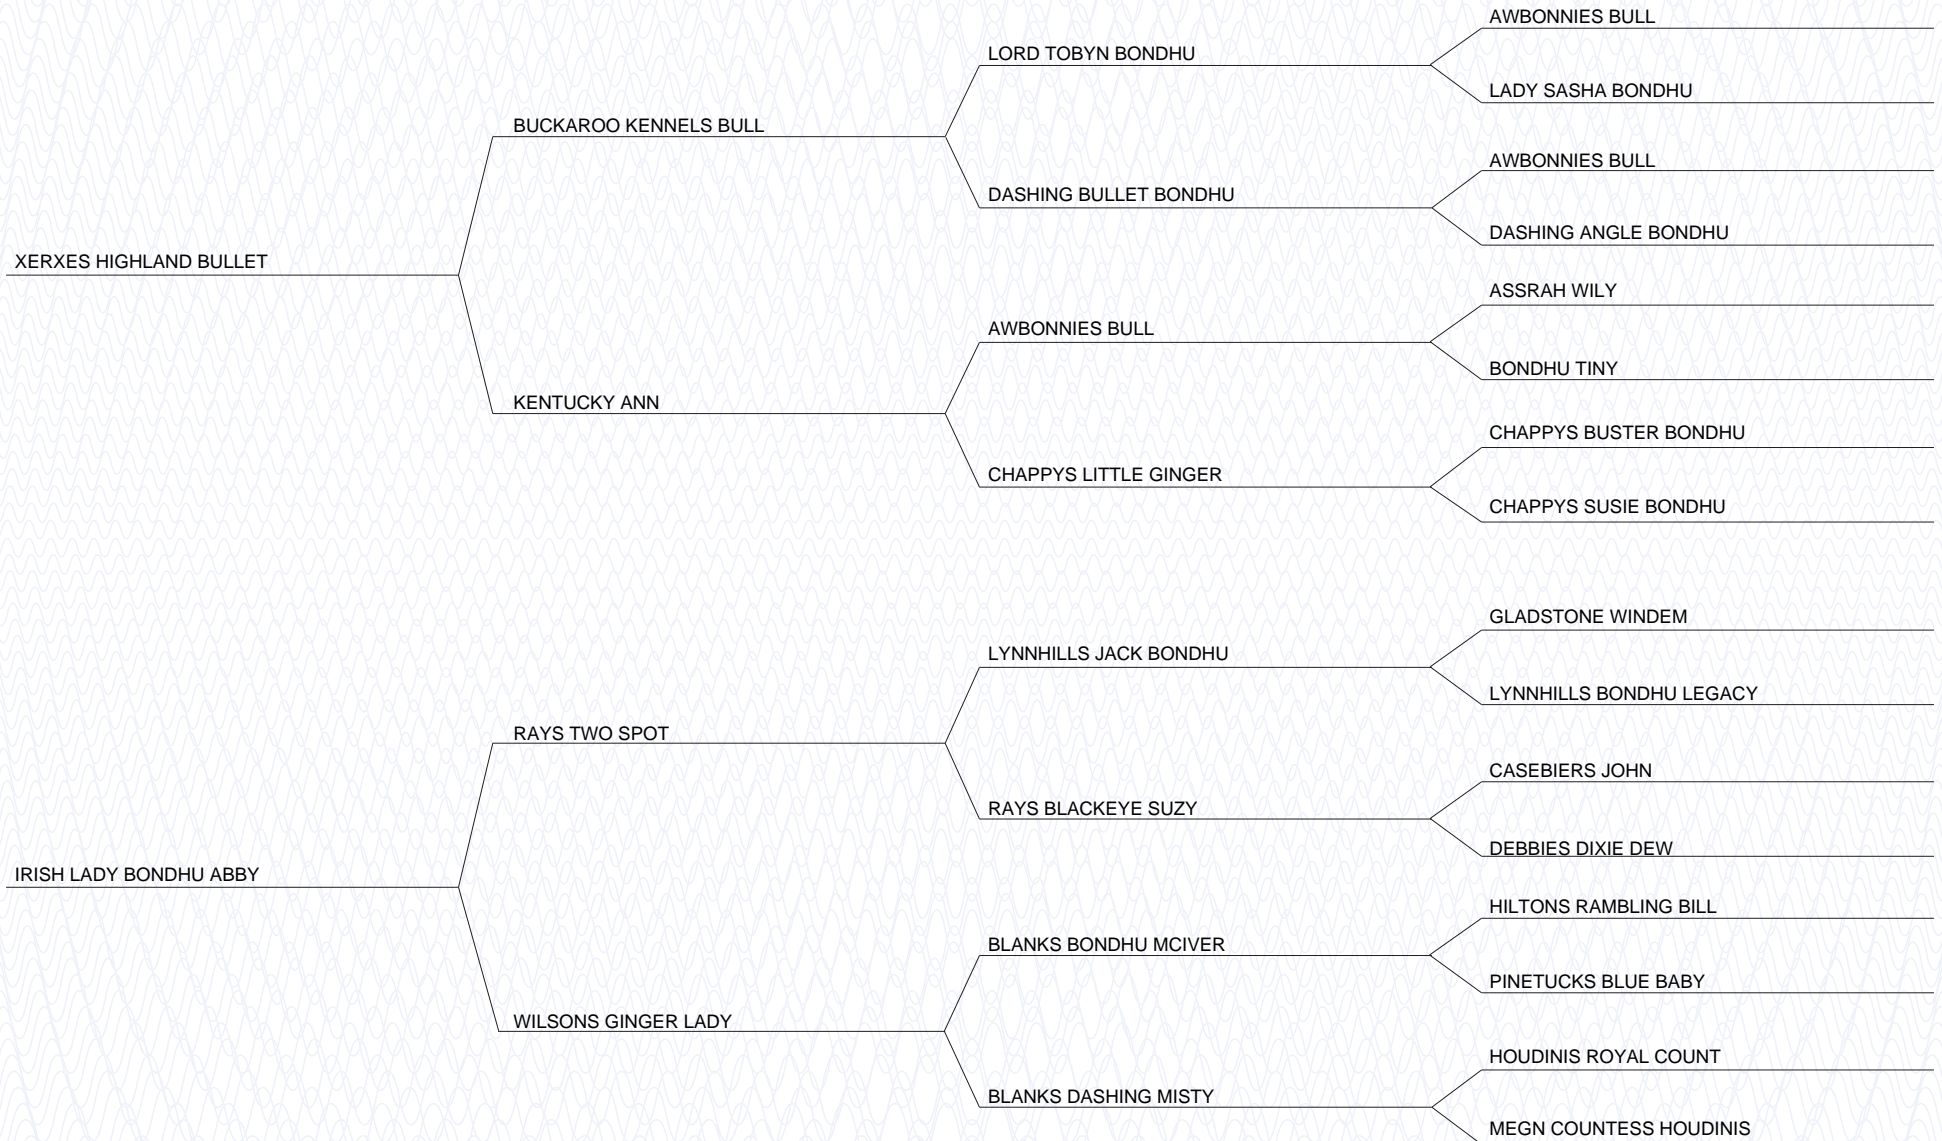 AWBONNIES BULL
LORD TOBYN BONDHU
LADY SASHA BONDHU
BUCKAROO KENNELS BULL
AWBONNIES BULL
DASHING BULLET BONDHU
DASHING ANGLE BONDHU
XERXES HIGHLAND BULLET
ASSRAH WILY
AWBONNIES BULL
BONDHU TINY
KENTUCKY ANN
CHAPPYS BUSTER BONDHU
CHAPPYS LITTLE GINGER
CHAPPYS SUSIE BONDHU
GLADSTONE WINDEM
LYNNHILLS JACK BONDHU
LYNNHILLS BONDHU LEGACY
RAYS TWO SPOT
CASEBIERS JOHN
RAYS BLACKEYE SUZY
DEBBIES DIXIE DEW
IRISH LADY BONDHU ABBY
HILTONS RAMBLING BILL
BLANKS BONDHU MCIVER
PINETUCKS BLUE BABY
WILSONS GINGER LADY
HOUDINIS ROYAL COUNT
BLANKS DASHING MISTY
MEGN COUNTESS HOUDINIS